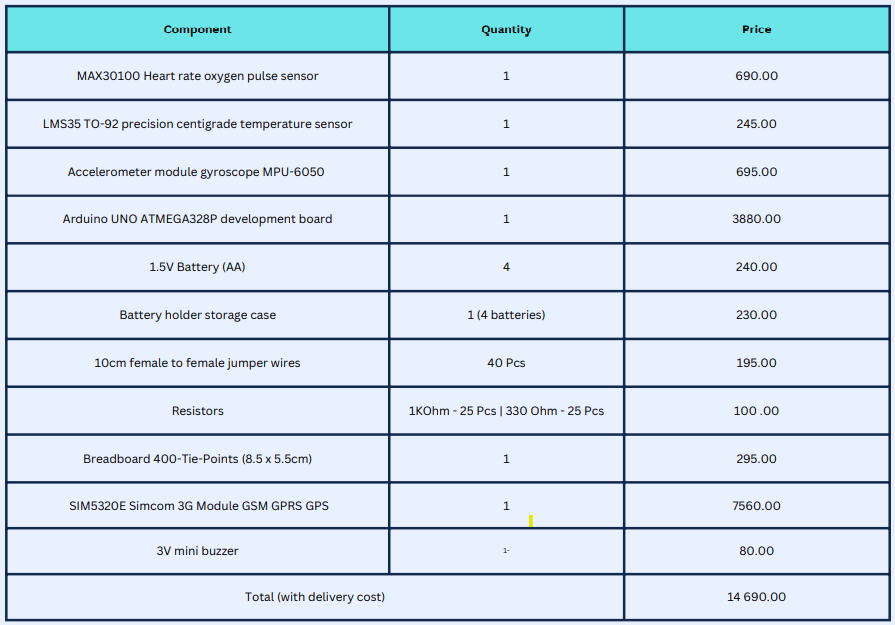 Component Quantity Price
MAX30100 Heart rate oxygen pulse sensor 1 690.00
LMS35 TO-92 precision centigrade temperature sensor 1 245.00
Accelerometer module gyroscope MPU-6050 1 695.00
Arduino UNO ATMEGA328P development board 1 3880.00
1.5V Battery (AA) 4 240.00
Battery holder storage case 1 (4 batteries) 230.00
10cm female to female jumper wires 40 Pcs 195.00
Resistors 1KOhm - 25 Pcs | 330 Ohm - 25 Pcs 100 .00
Breadboard 400-Tie-Points (8.5 x 5.5cm) 1 295.00
SIM5320E Simcom 3G Module GSM GPRS GPS 1 7560.00
3V mini buzzer 1- 80.00
Total (with delivery cost) 14 690.00